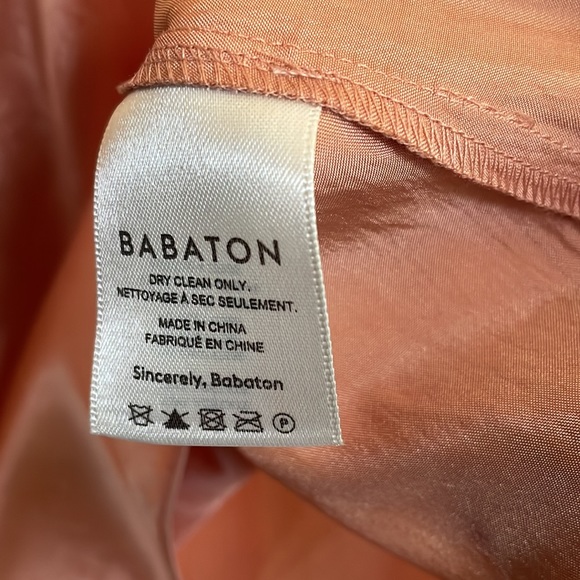 BABATON
DRY CLEAN ONLY.
NETTOYAGE À SEC SEULEMENT.
MADE IN CHINA
FABRIQUÉ EN CHINE
Sincerely, Babaton
P